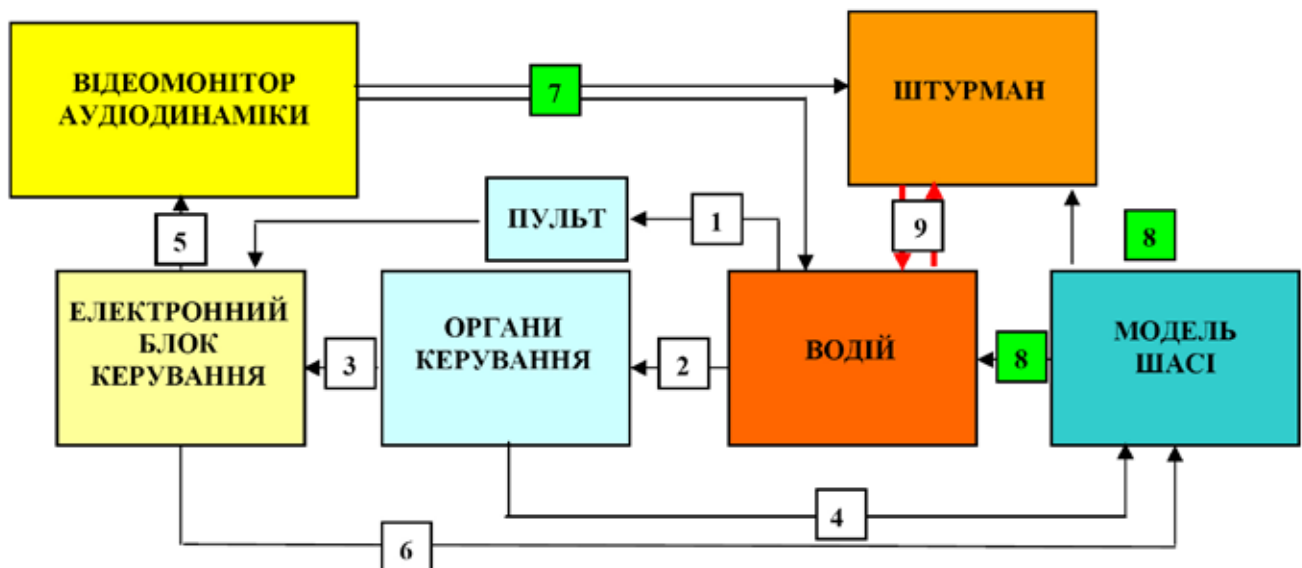 ВІДЕОМОНІТОР
АУДІОДИНАМІКИ
7
ШТУРМАН
ПУЛЬТ
1
9
8
5
ЕЛЕКТРОННИЙ
БЛОК
КЕРУВАННЯ
3
ОРГАНИ
КЕРУВАННЯ
2
ВОДІЙ
8
МОДЕЛЬ
ШАСІ
4
6